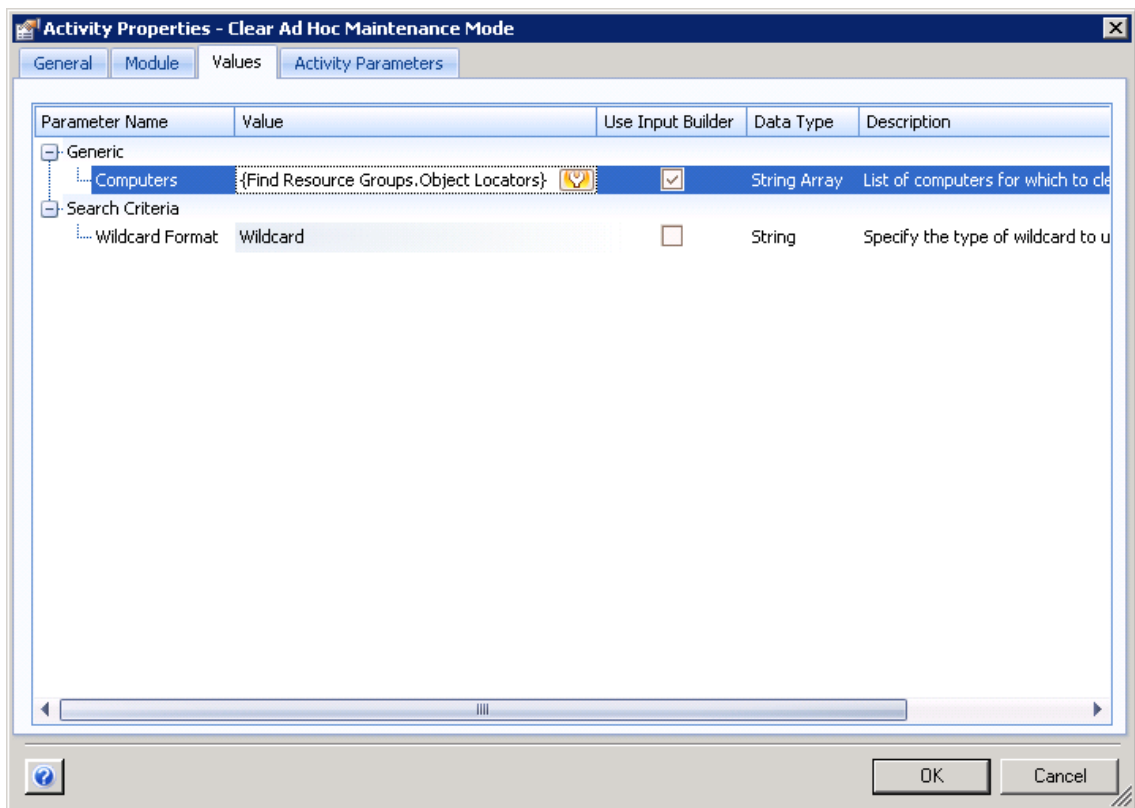 Activity Properties - Clear Ad Hoc Maintenance Mode
General Module Values Activity Parameters
Parameter Name Value Use Input Builder Data Type Description
Generic
Computers {Find Resource Groups.Object Locators} String Array List of computers for which to cle
Search Criteria
Wildcard Format Wildcard String Specify the type of wildcard to u
OK Cancel